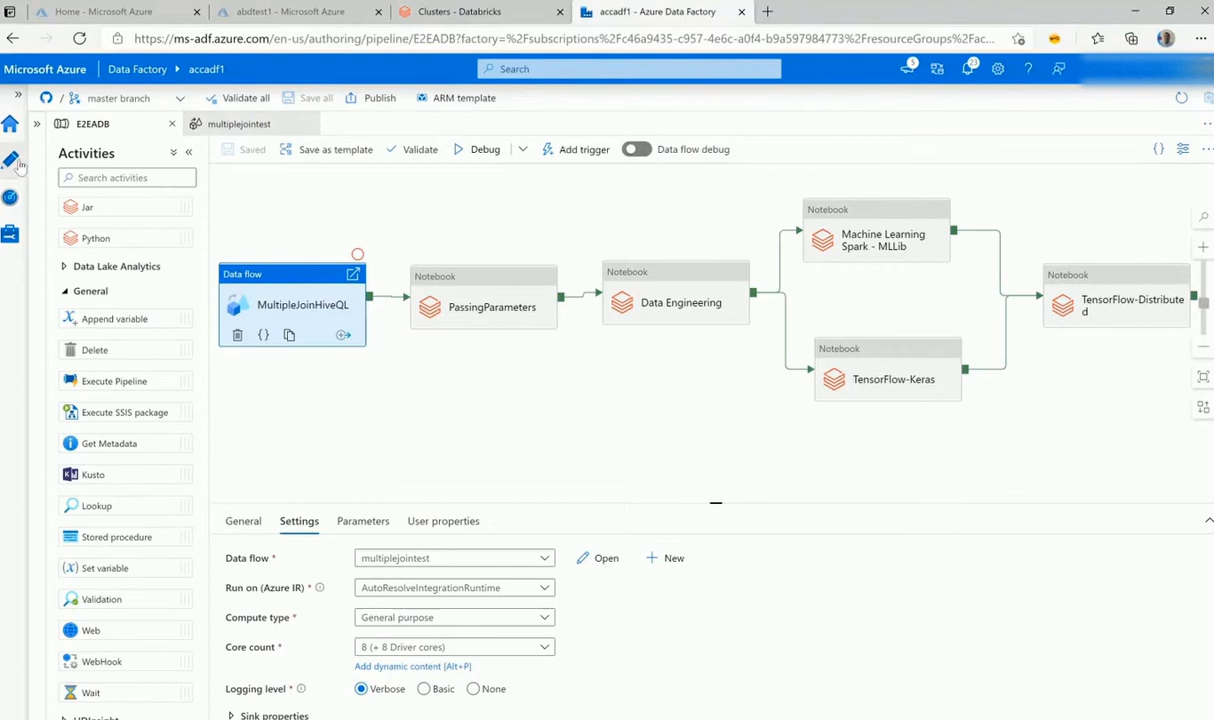 Home - Microsoft Azure
abdtest1 - Microsoft Azure
Clusters - Databricks
accadf1 - Azure Data Factory
https://ms-adf.azure.com/en-us/authoring/pipeline/E2EADB?factory=%2Fsubscriptions%2Fc46a9435-c957-4e6c-a0f4-b9a597984773%2FresourceGroups%2Fac...
Microsoft Azure
Data Factory
accadf1
Search
5
23
/ master branch
Validate all
Save all
Publish
ARM template
E2EADB
multiplejointest
Activities
Search activities
Jar
Python
Data Lake Analytics
General
Append variable
Delete
Execute Pipeline
Execute SSIS package
Get Metadata
Kusto
Lookup
Stored procedure
Set variable
Validation
Web
WebHook
Wait
HDInsight
Saved
Save as template
Validate
Debug
Add trigger
Data flow debug
Data flow
MultipleJoinHiveQL
Notebook
PassingParameters
Notebook
Data Engineering
Notebook
Machine Learning
Spark - MLLib
Notebook
TensorFlow-Keras
Notebook
TensorFlow-Distribute
d
General
Settings
Parameters
User properties
Data flow *
multiplejointest
Open
New
Run on (Azure IR) *
AutoResolveIntegrationRuntime
Compute type *
General purpose
Core count *
8 (+ 8 Driver cores)
Add dynamic content [Alt+P]
Logging level *
Verbose
Basic
None
Sink properties